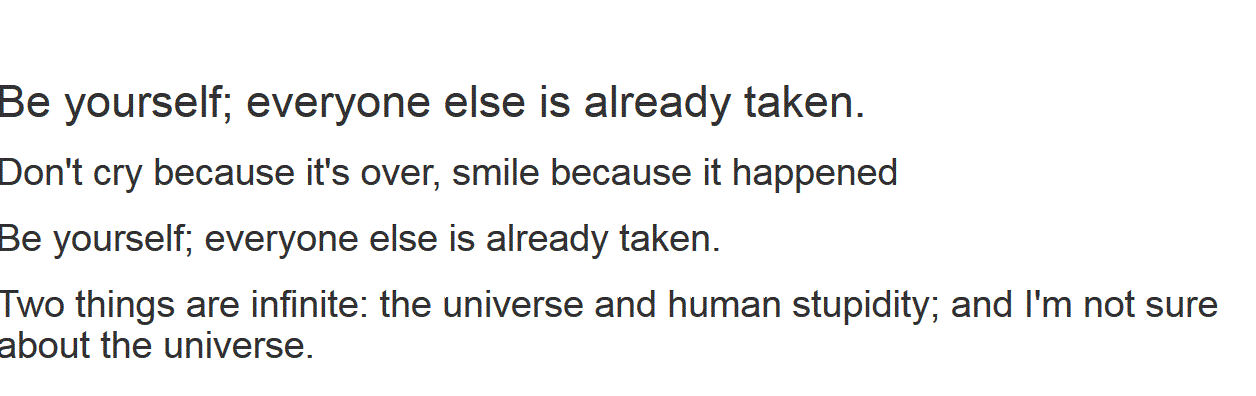 Be yourself; everyone else is already taken.
Don't cry because it's over, smile because it happened
Be yourself; everyone else is already taken.
Two things are infinite: the universe and human stupidity; and I'm not sure
about the universe.